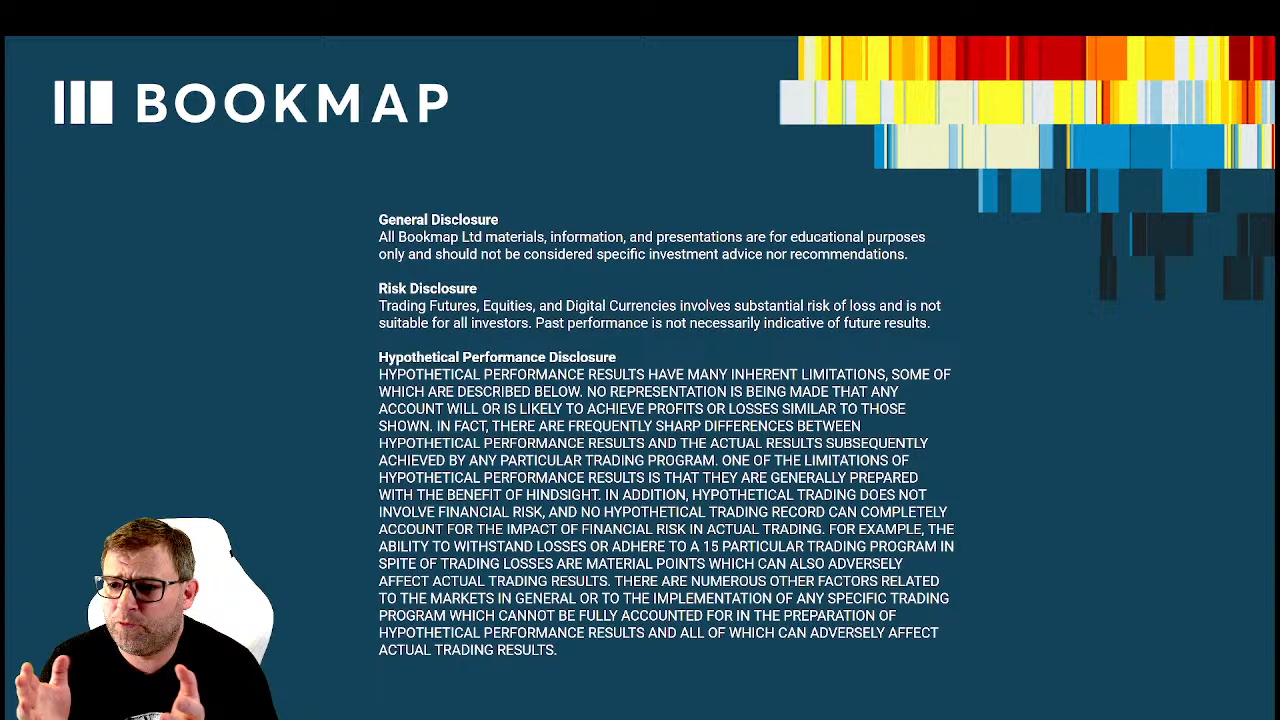 BOOKMAP
General Disclosure
All Bookmap Ltd materials, information, and presentations are for educational purposes
only and should not be considered specific investment advice nor recommendations.
Risk Disclosure
Trading Futures, Equities, and Digital Currencies involves substantial risk of loss and is not
suitable for all investors. Past performance is not necessarily indicative of future results.
Hypothetical Performance Disclosure
HYPOTHETICAL PERFORMANCE RESULTS HAVE MANY INHERENT LIMITATIONS, SOME OF
WHICH ARE DESCRIBED BELOW. NO REPRESENTATION IS BEING MADE THAT ANY
ACCOUNT WILL OR IS LIKELY TO ACHIEVE PROFITS OR LOSSES SIMILAR TO THOSE
SHOWN. IN FACT, THERE ARE FREQUENTLY SHARP DIFFERENCES BETWEEN
HYPOTHETICAL PERFORMANCE RESULTS AND THE ACTUAL RESULTS SUBSEQUENTLY
ACHIEVED BY ANY PARTICULAR TRADING PROGRAM. ONE OF THE LIMITATIONS OF
HYPOTHETICAL PERFORMANCE RESULTS IS THAT THEY ARE GENERALLY PREPARED
WITH THE BENEFIT OF HINDSIGHT. IN ADDITION, HYPOTHETICAL TRADING DOES NOT
INVOLVE FINANCIAL RISK, AND NO HYPOTHETICAL TRADING RECORD CAN COMPLETELY
ACCOUNT FOR THE IMPACT OF FINANCIAL RISK IN ACTUAL TRADING. FOR EXAMPLE, THE
ABILITY TO WITHSTAND LOSSES OR ADHERE TO A 15 PARTICULAR TRADING PROGRAM IN
SPITE OF TRADING LOSSES ARE MATERIAL POINTS WHICH CAN ALSO ADVERSELY
AFFECT ACTUAL TRADING RESULTS. THERE ARE NUMEROUS OTHER FACTORS RELATED
TO THE MARKETS IN GENERAL OR TO THE IMPLEMENTATION OF ANY SPECIFIC TRADING
PROGRAM WHICH CANNOT BE FULLY ACCOUNTED FOR IN THE PREPARATION OF
HYPOTHETICAL PERFORMANCE RESULTS AND ALL OF WHICH CAN ADVERSELY AFFECT
ACTUAL TRADING RESULTS.